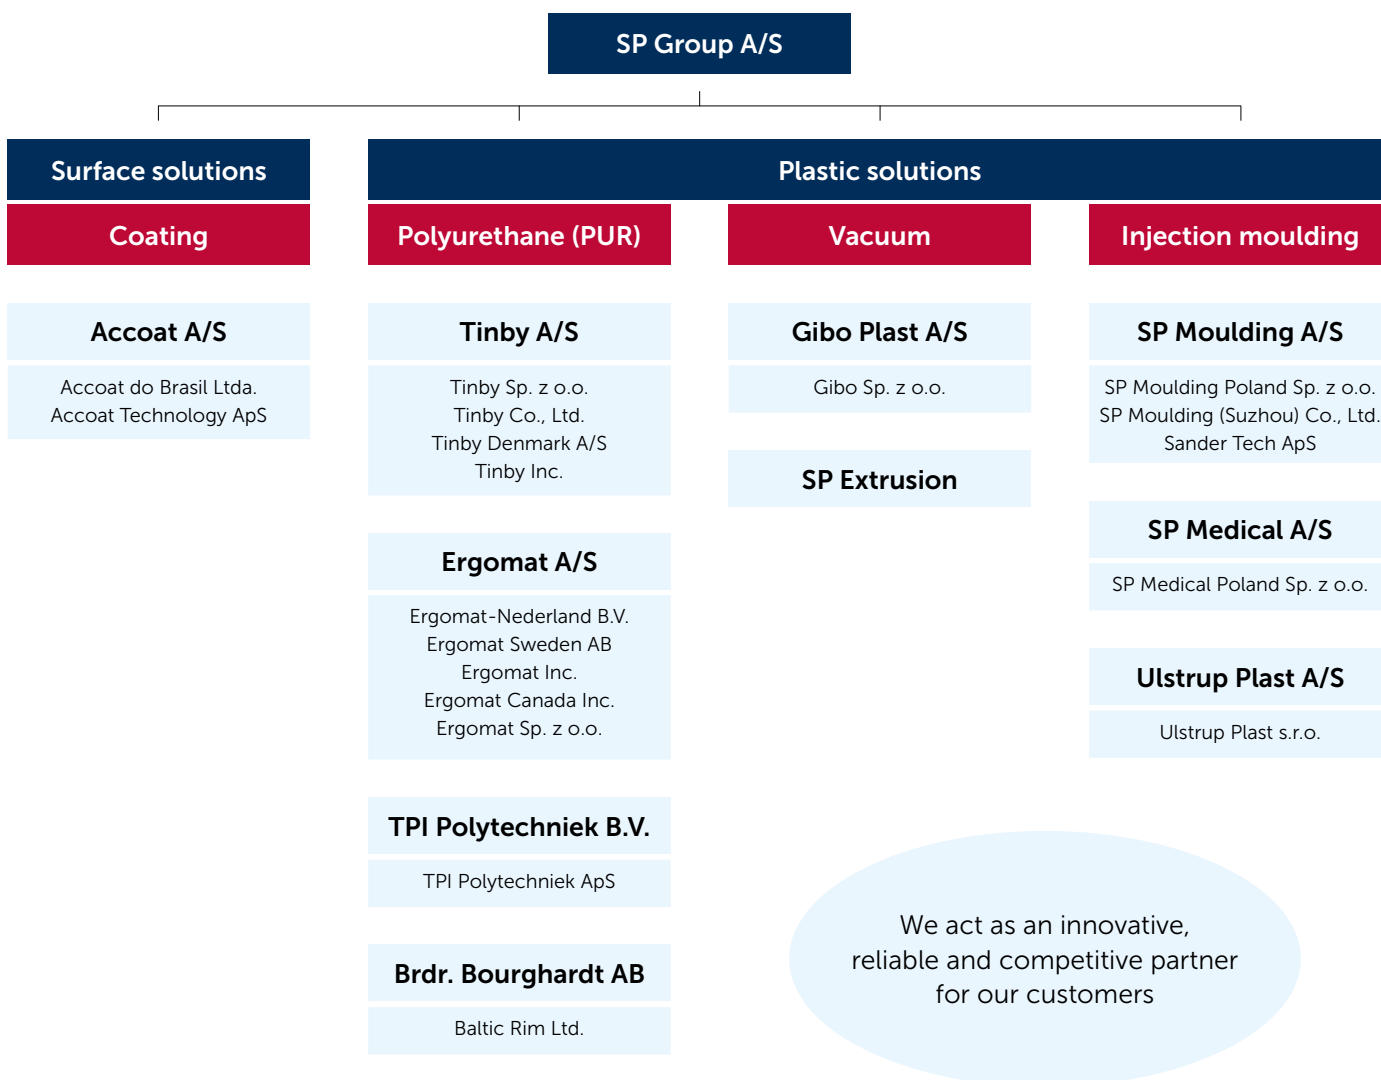 SP Group A/S
Surface solutions
Plastic solutions
Coating
Polyurethane (PUR)
Vacuum
Injection moulding
Accoat A/S
Accoat do Brasil Ltda.
Accoat Technology ApS
Tinby A/S
Tinby Sp. z o.o.
Tinby Co., Ltd.
Tinby Denmark A/S
Tinby Inc.
Ergomat A/S
Ergomat-Nederland B.V.
Ergomat Sweden AB
Ergomat Inc.
Ergomat Canada Inc.
Ergomat Sp. z o.o.
TPI Polytechniek B.V.
TPI Polytechniek ApS
Brdr. Bourghardt AB
Baltic Rim Ltd.
Gibo Plast A/S
Gibo Sp. z o.o.
SP Extrusion
SP Moulding A/S
SP Moulding Poland Sp. z o.o.
SP Moulding (Suzhou) Co., Ltd.
Sander Tech ApS
SP Medical A/S
SP Medical Poland Sp. z o.o.
Ulstrup Plast A/S
Ulstrup Plast s.r.o.
We act as an innovative,
reliable and competitive partner
for our customers